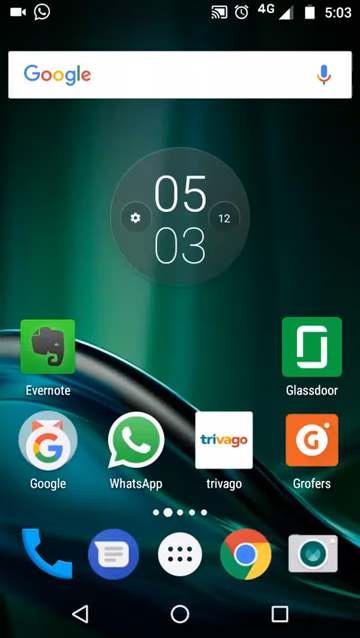 4G 5:03
Google
05
12
03
Evernote
Glassdoor
trivago
Google
WhatsApp
trivago
Grofers